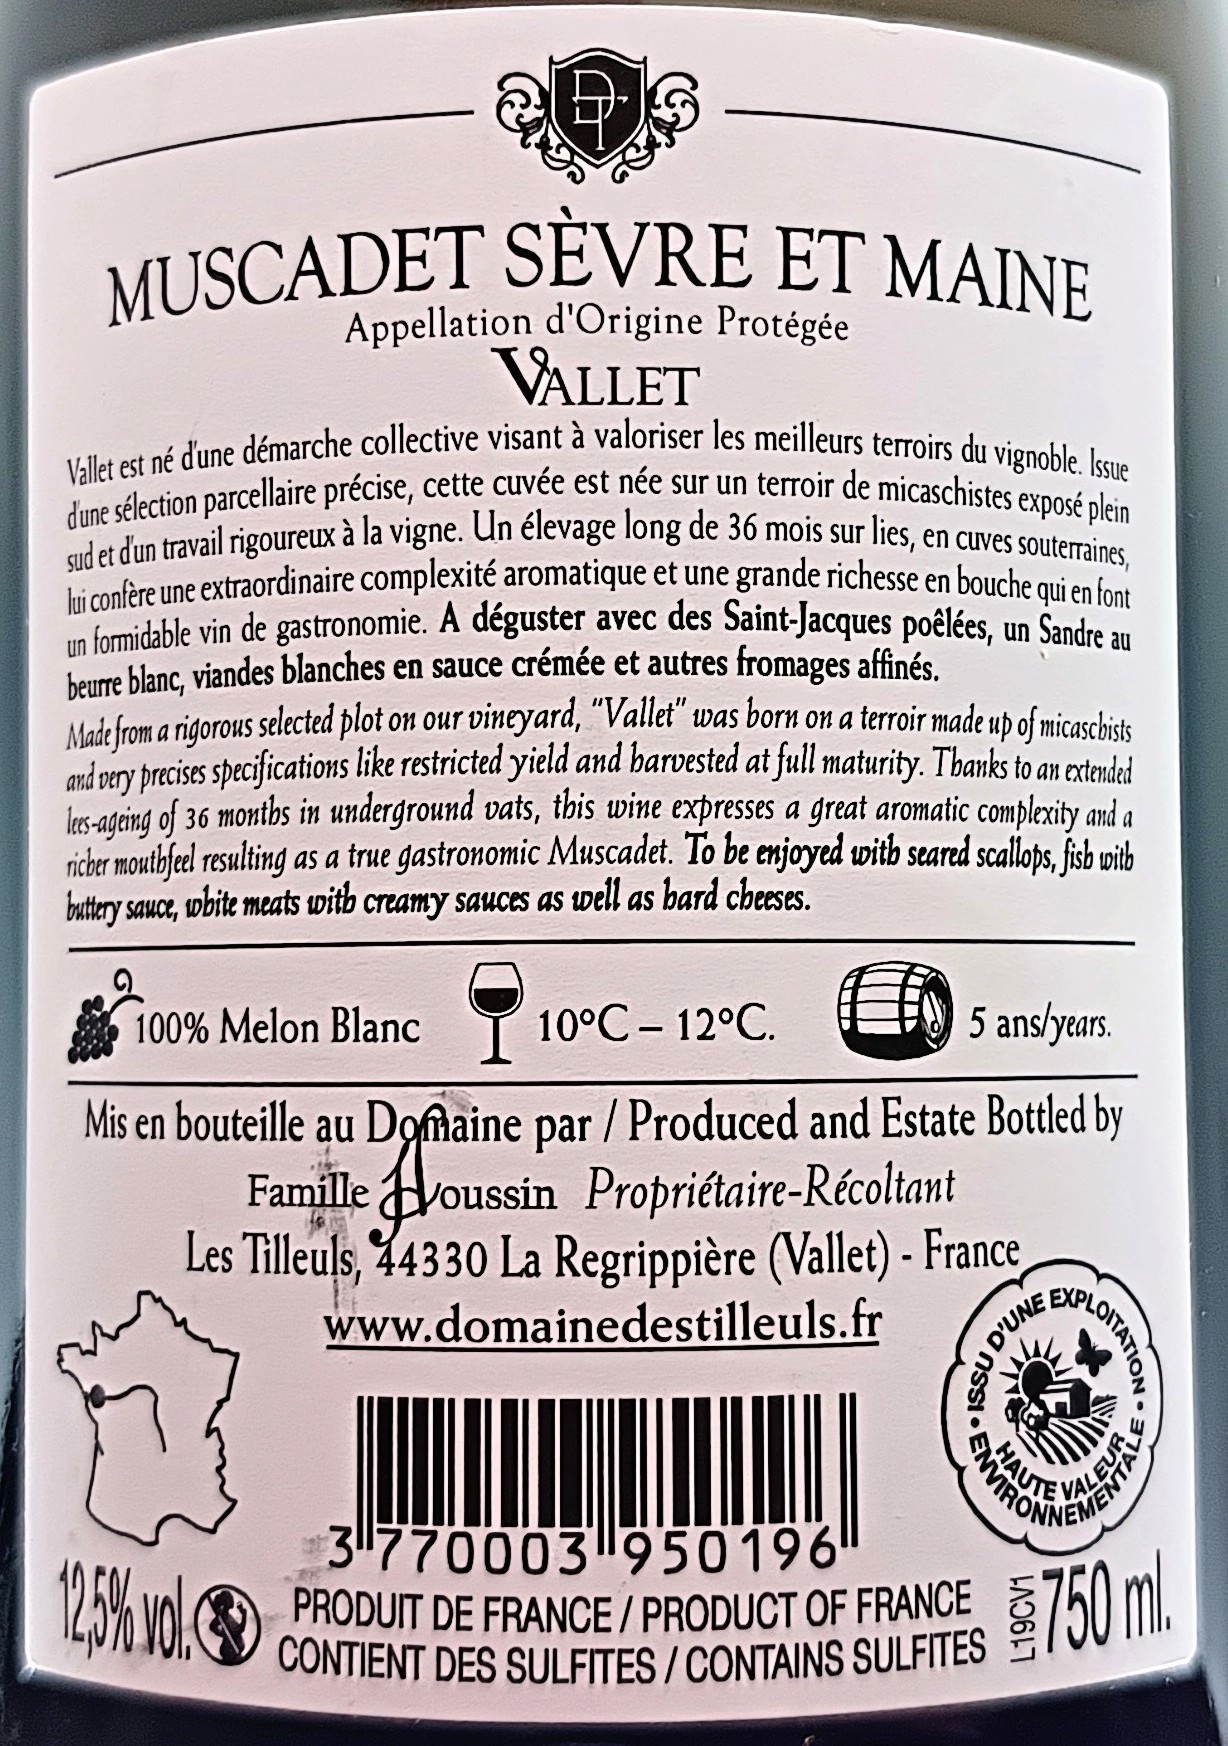 DT
MUSCADET SÈVRE ET MAINE
Appellation d'Origine Protégée
VALLET
Vallet est né d'une démarche collective visant à valoriser les meilleurs terroirs du vignoble. Issue
d'une sélection parcellaire précise, cette cuvée est née sur un terroir de micaschistes exposé plein
sud et d'un travail rigoureux à la vigne. Un élevage long de 36 mois sur lies, en cuves souterraines,
lui confère une extraordinaire complexité aromatique et une grande richesse en bouche qui en font
un formidable vin de gastronomie. A déguster avec des Saint-Jacques poêlées, un Sandre au
beurre blanc, viandes blanches en sauce crémée et autres fromages affinés.
Made from a rigorous selected plot on our vineyard, "Vallet" was born on a terroir made up of micaschists
and very precises specifications like restricted yield and harvested at full maturity. Thanks to an extended
lees-ageing of 36 months in underground vats, this wine expresses a great aromatic complexity and a
richer mouthfeel resulting as a true gastronomic Muscadet. To be enjoyed with seared scallops, fish with
buttery sauce, white meats with creamy sauces as well as hard cheeses.
100% Melon Blanc 10°C – 12°C. 5 ans/years.
Mis en bouteille au Domaine par / Produced and Estate Bottled by
Famille Houssin Propriétaire-Récoltant
Les Tilleuls, 44330 La Regrippière (Vallet) - France
www.domainedestilleuls.fr
• ISSU D'UNE EXPLOITATION •
HAUTE VALEUR
ENVIRONNEMENTALE
3 770003 950196
12,5% vol.
PRODUIT DE FRANCE / PRODUCT OF FRANCE
CONTIENT DES SULFITES / CONTAINS SULFITES
L19CV1
750 ml.